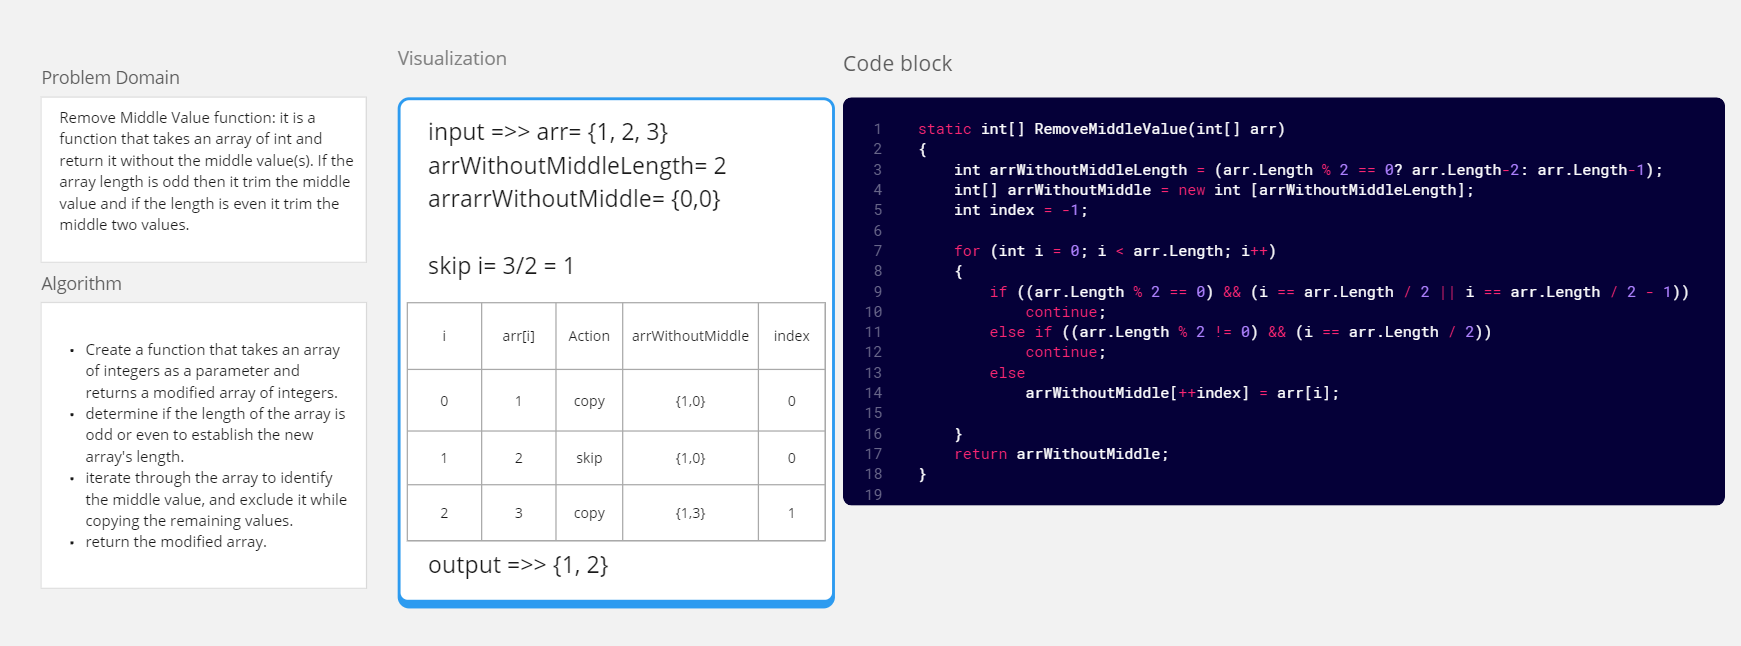 Problem Domain
Remove Middle Value function: it is a
function that takes an array of int and
return it without the middle value(s). If the
array length is odd then it trim the middle
value and if the length is even it trim the
middle two values.
Algorithm
• Create a function that takes an array
of integers as a parameter and
returns a modified array of integers.
• determine if the length of the array is
odd or even to establish the new
array's length.
• iterate through the array to identify
the middle value, and exclude it while
copying the remaining values.
• return the modified array.
Visualization
input =>> arr= {1, 2, 3}
arrWithoutMiddleLength= 2
arrarrWithoutMiddle= {0,0}
skip i= 3/2 = 1
i arr[i] Action arrWithoutMiddle index
0 1 copy {1,0} 0
1 2 skip {1,0} 0
2 3 copy {1,3} 1
output =>> {1, 2}
Code block
1 static int[] RemoveMiddleValue(int[] arr)
2 {
3 int arrWithoutMiddleLength = (arr.Length % 2 == 0? arr.Length-2: arr.Length-1);
4 int[] arrWithoutMiddle = new int [arrWithoutMiddleLength];
5 int index = -1;
6
7 for (int i = 0; i < arr.Length; i++)
8 {
9 if ((arr.Length % 2 == 0) && (i == arr.Length / 2 || i == arr.Length / 2 - 1))
10 continue;
11 else if ((arr.Length % 2 != 0) && (i == arr.Length / 2))
12 continue;
13 else
14 arrWithoutMiddle[++index] = arr[i];
15
16 }
17 return arrWithoutMiddle;
18 }
19